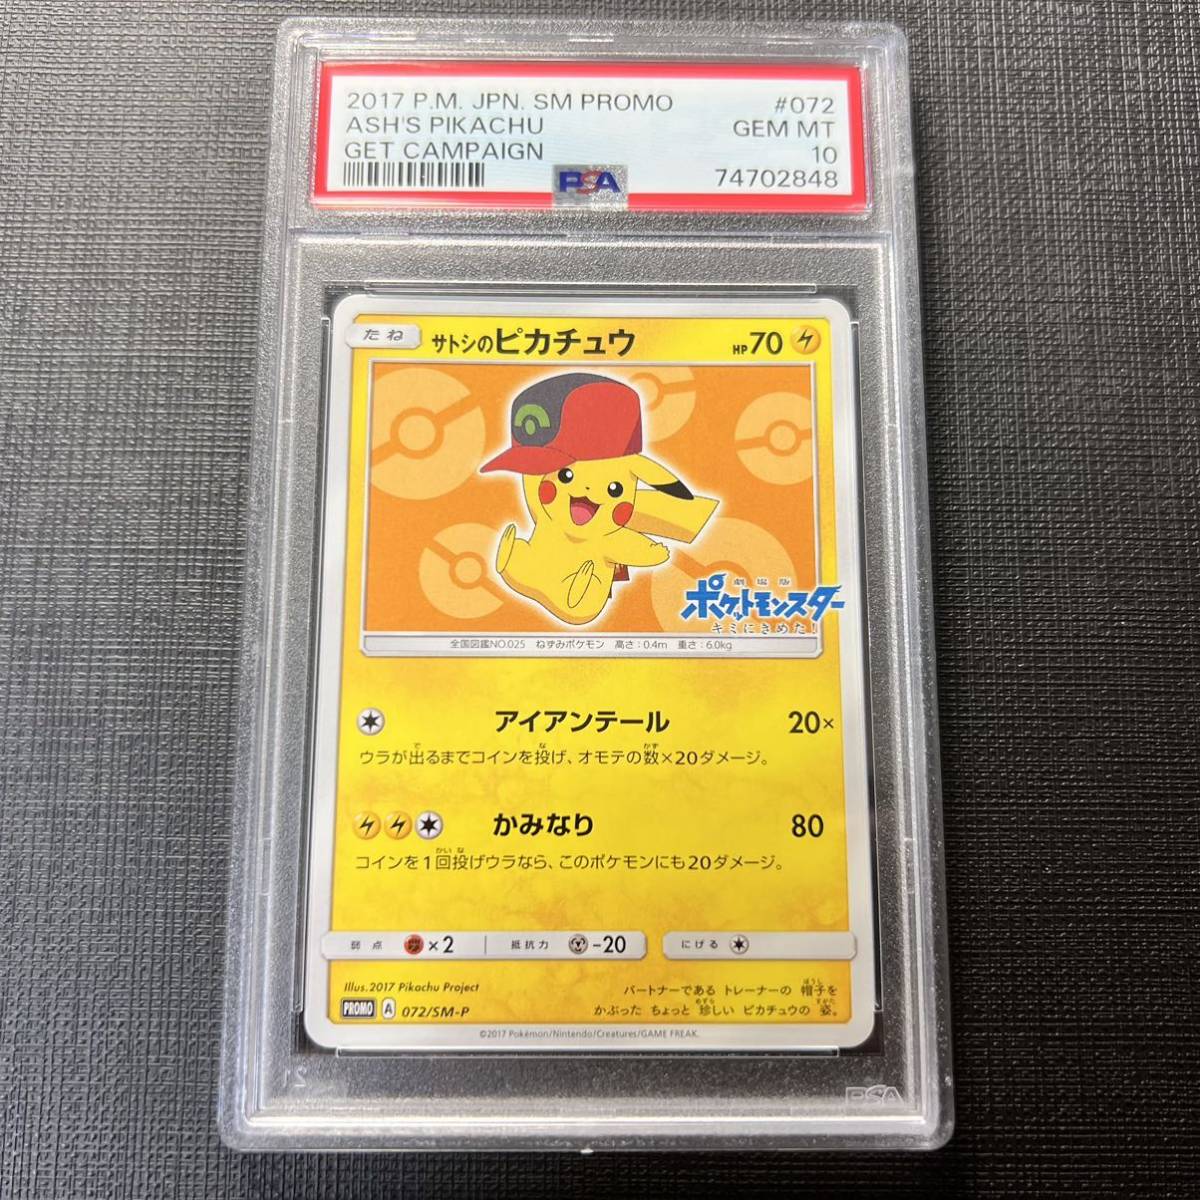 2017 P.M. JPN. SM PROMO #072
ASH'S PIKACHU GEM MT
GET CAMPAIGN 10
PSA 74702848
たね サトシのピカチュウ HP70
劇場版
ポケットモンスター
キミにきめた!
全国図鑑NO.025 ねずみポケモン 高さ:0.4m 重さ:6.0kg
アイアンテール 20×
ウラが出るまでコインを投げ、オモテの数×20ダメージ。
かみなり 80
コインを1回投げウラなら、このポケモンにも20ダメージ。
弱点 ×2 抵抗力 -20 にげる
Illus.2017 Pikachu Project
パートナーである トレーナーの 帽子を
かぶった ちょっと 珍しい ピカチュウの 姿。
PROMO A 072/SM-P
©2017 Pokémon/Nintendo/Creatures/GAME FREAK.
PSA